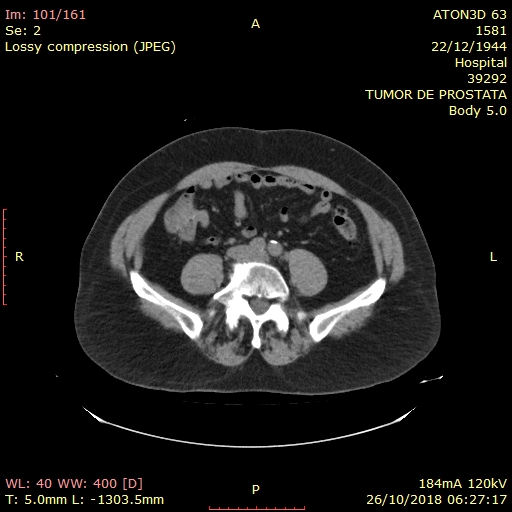 Im: 101/161
Se: 2
Lossy compression (JPEG)
A
ATON3D 63
1581
22/12/1944
Hospital
39292
TUMOR DE PROSTATA
Body 5.0
R
L
WL: 40 WW: 400 [D]
T: 5.0mm L: -1303.5mm
P
184mA 120kV
26/10/2018 06:27:17